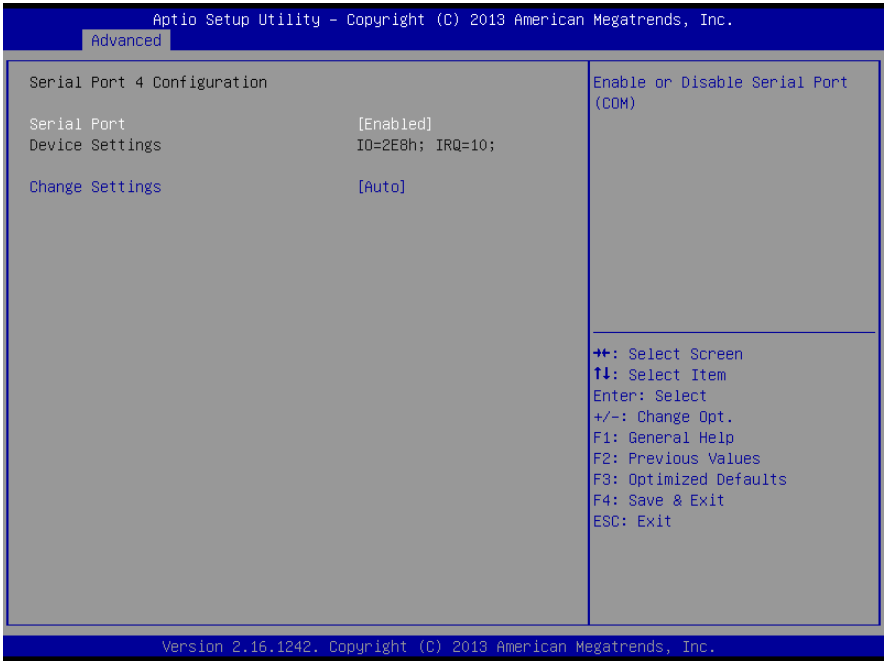 Aptio Setup Utility – Copyright (C) 2013 American Megatrends, Inc.
Advanced
Serial Port 4 Configuration
Serial Port [Enabled]
Device Settings IO=2E8h; IRQ=10;
Change Settings [Auto]
Enable or Disable Serial Port
(COM)
→←: Select Screen
↑↓: Select Item
Enter: Select
+/-: Change Opt.
F1: General Help
F2: Previous Values
F3: Optimized Defaults
F4: Save & Exit
ESC: Exit
Version 2.16.1242. Copyright (C) 2013 American Megatrends, Inc.